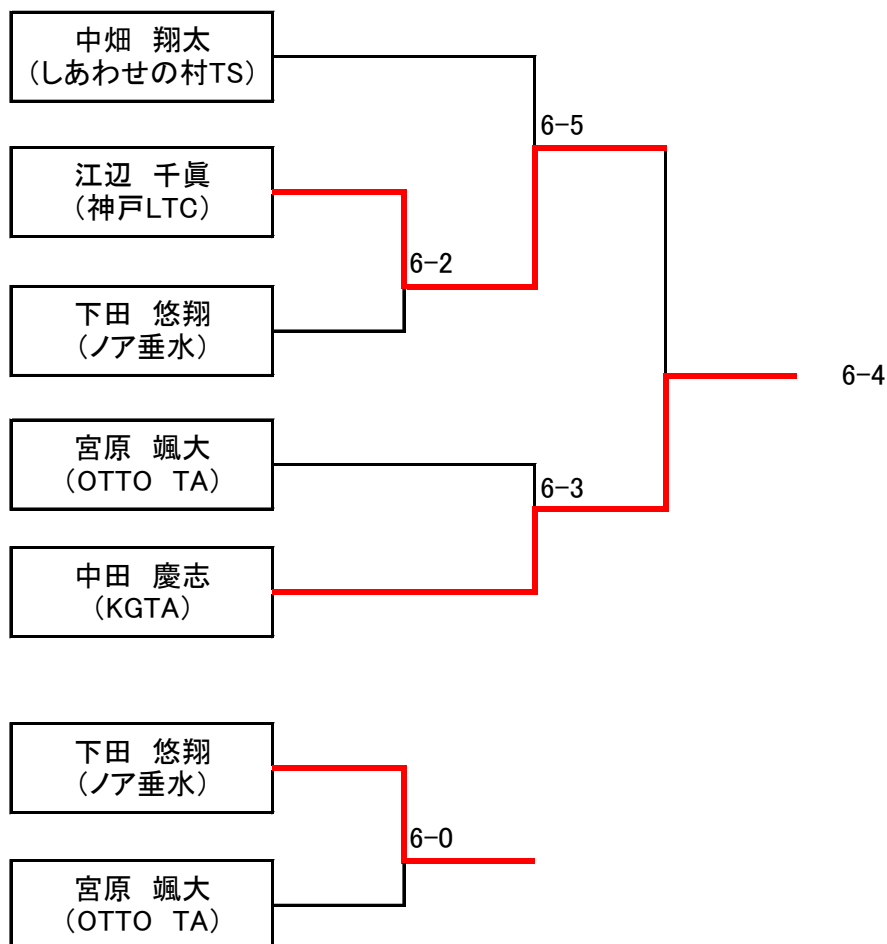 中畑　翔太
(しあわせの村TS)
6-5
江辺　千眞
(神戸LTC)
6-2
下田　悠翔
(ノア垂水)
6-4
宮原　颯大
(OTTO　TA)
6-3
中田　慶志
(KGTA)
下田　悠翔
(ノア垂水)
6-0
宮原　颯大
(OTTO　TA)